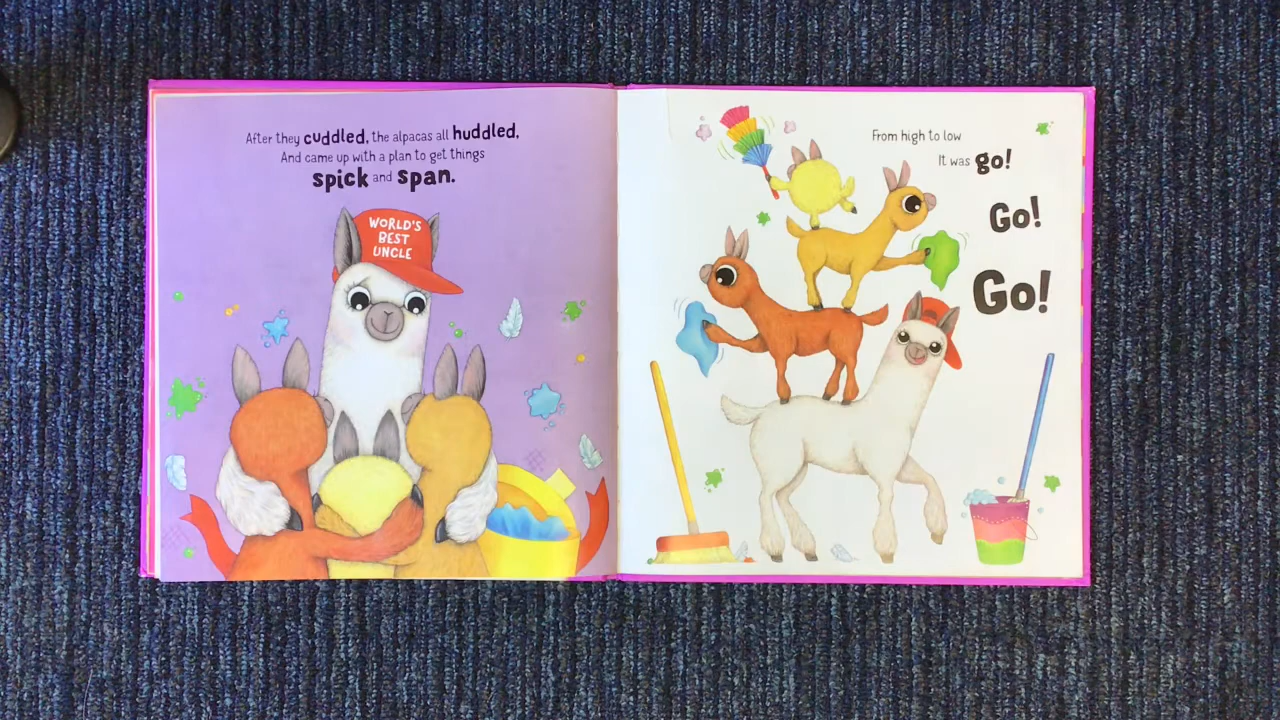 After they cuddled, the alpacas all huddled,
And came up with a plan to get things
spick and span.
WORLD'S
BEST
UNCLE
From high to low
It was go!
Go!
Go!